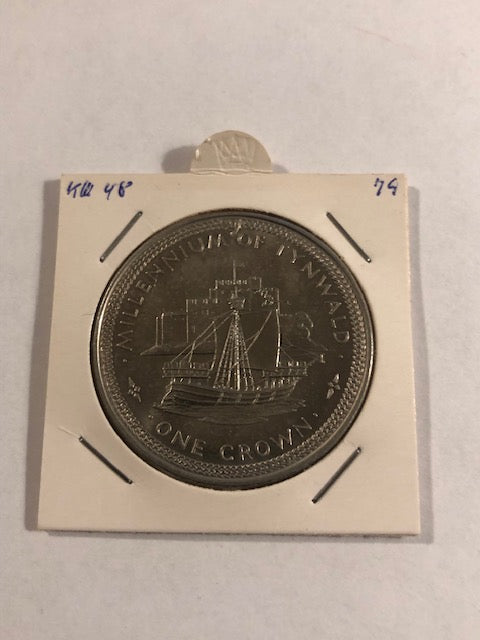 KM 48 79
· MILLENNIUM OF TYNWALD ·
ONE CROWN